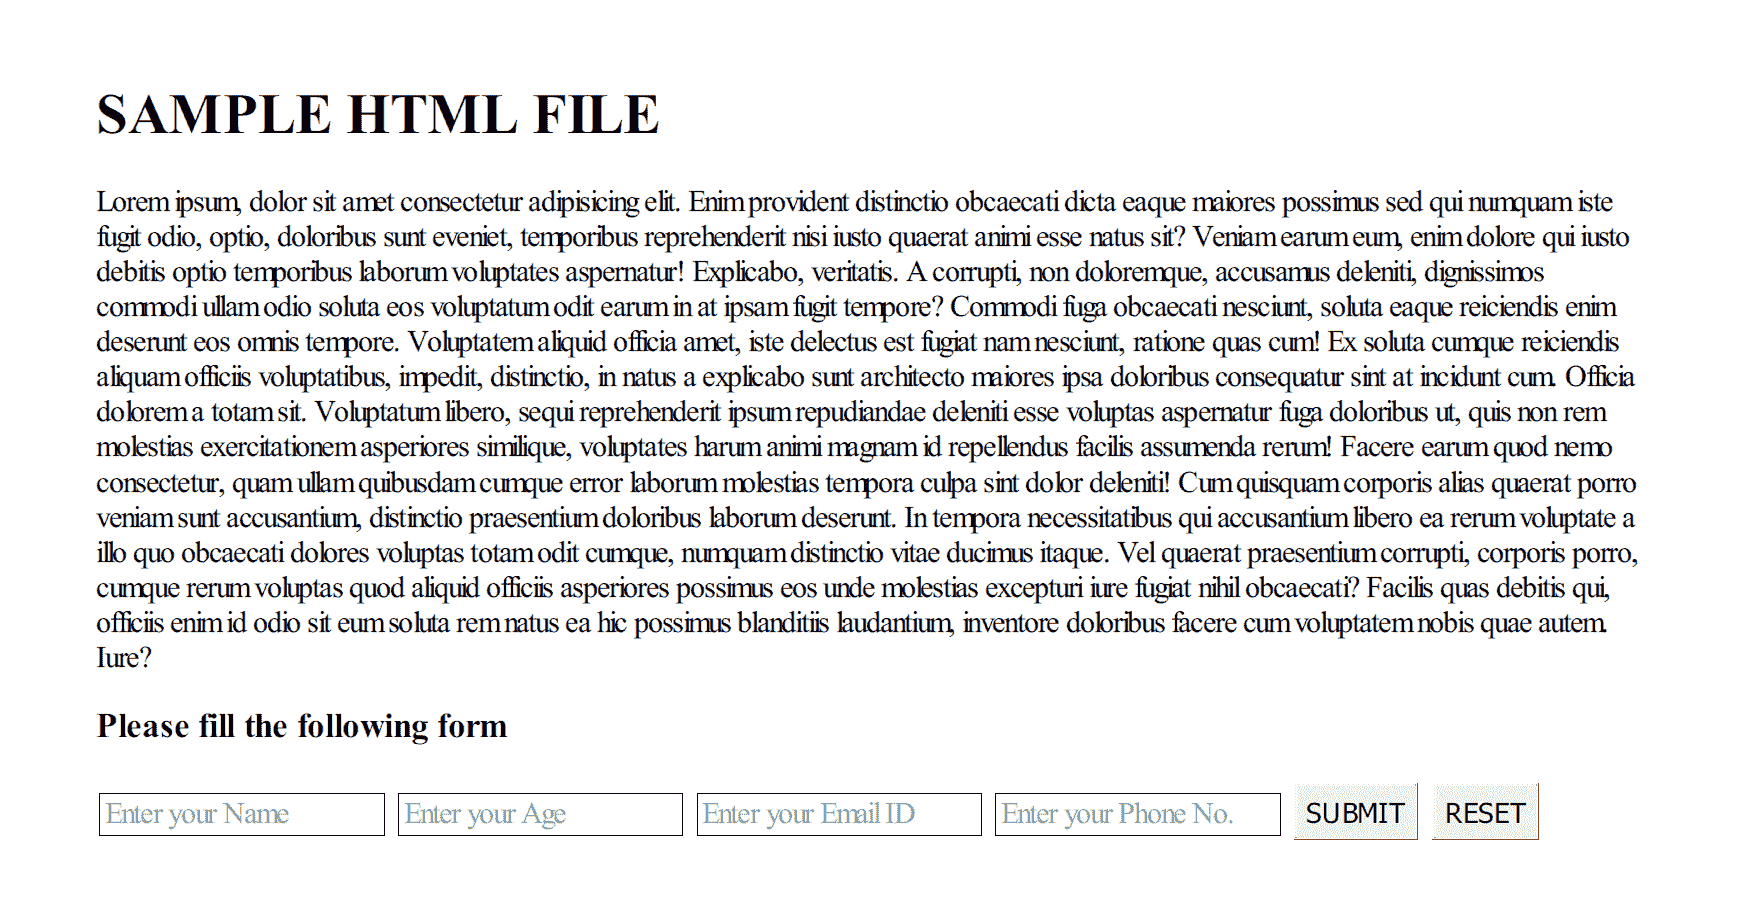 SAMPLE HTML FILE
Lorem ipsum, dolor sit amet consectetur adipisicing elit. Enim provident distinctio obcaecati dicta eaque maiores possimus sed qui numquam iste
fugit odio, optio, doloribus sunt eveniet, temporibus reprehenderit nisi iusto quaerat animi esse natus sit? Veniam earum eum, enim dolore qui iusto
debitis optio temporibus laborum voluptates aspernatur! Explicabo, veritatis. A corrupti, non doloremque, accusamus deleniti, dignissimos
commodi ullam odio soluta eos voluptatum odit earum in at ipsam fugit tempore? Commodi fuga obcaecati nesciunt, soluta eaque reiciendis enim
deserunt eos omnis tempore. Voluptatem aliquid officia amet, iste delectus est fugiat nam nesciunt, ratione quas cum! Ex soluta cumque reiciendis
aliquam officiis voluptatibus, impedit, distinctio, in natus a explicabo sunt architecto maiores ipsa doloribus consequatur sint at incidunt cum. Officia
dolorem a totam sit. Voluptatum libero, sequi reprehenderit ipsum repudiandae deleniti esse voluptas aspernatur fuga doloribus ut, quis non rem
molestias exercitationem asperiores similique, voluptates harum animi magnam id repellendus facilis assumenda rerum! Facere earum quod nemo
consectetur, quam ullam quibusdam cumque error laborum molestias tempora culpa sint dolor deleniti! Cum quisquam corporis alias quaerat porro
veniam sunt accusantium, distinctio praesentium doloribus laborum deserunt. In tempora necessitatibus qui accusantium libero ea rerum voluptate a
illo quo obcaecati dolores voluptas totam odit cumque, numquam distinctio vitae ducimus itaque. Vel quaerat praesentium corrupti, corporis porro,
cumque rerum voluptas quod aliquid officiis asperiores possimus eos unde molestias excepturi iure fugiat nihil obcaecati? Facilis quas debitis qui,
officiis enim id odio sit eum soluta rem natus ea hic possimus blanditiis laudantium, inventore doloribus facere cum voluptatem nobis quae autem.
Iure?
Please fill the following form
Enter your Name Enter your Age Enter your Email ID Enter your Phone No. SUBMIT RESET